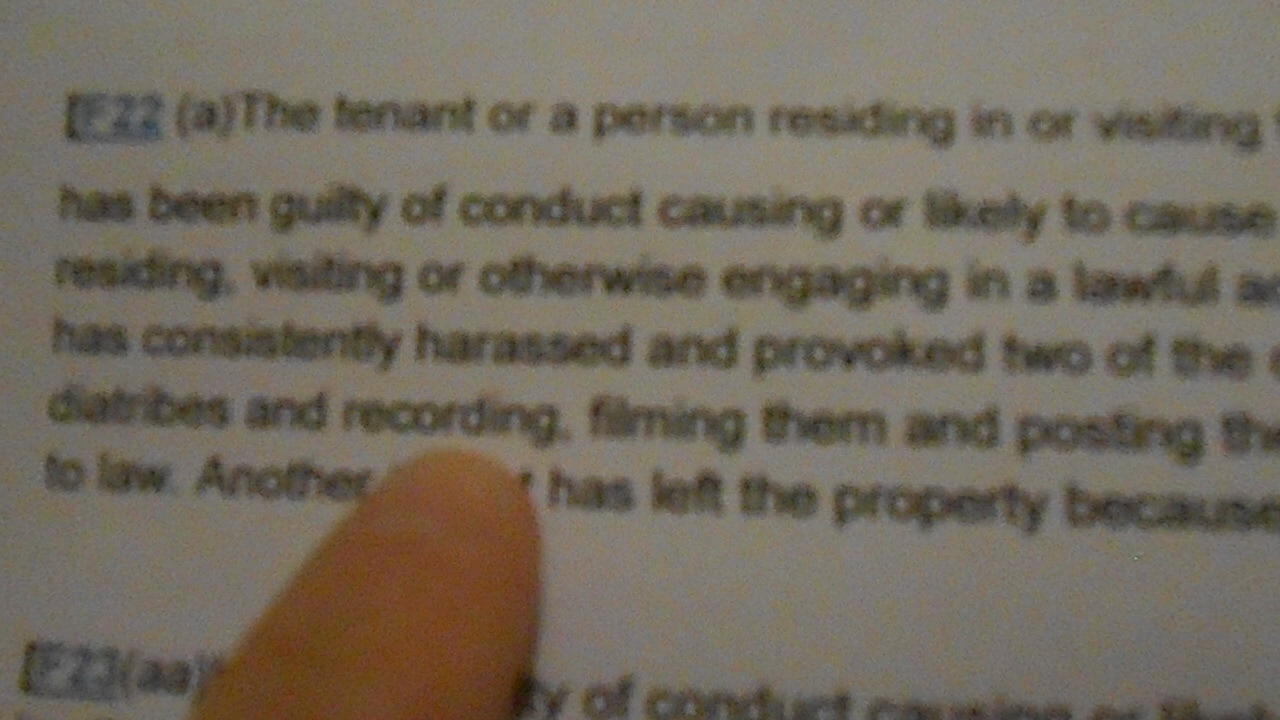 [F22 (a)The tenant or a person residing in or visiting
has been guilty of conduct causing or likely to cause
residing, visiting or otherwise engaging in a lawful
has consistently harassed and provoked two of the
diatribes and recording, filming them and posting
to law. Another has left the property because
[F23(aa) of conduct causing or